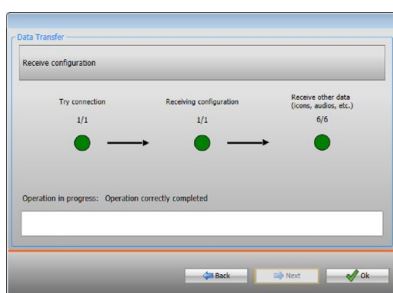 Data Transfer
Receive configuration
Try connection
Receiving configuration
Receive other data
(icons, audios, etc.)
1/1
1/1
6/6
Operation in progress: Operation correctly completed
Back
Next
Ok